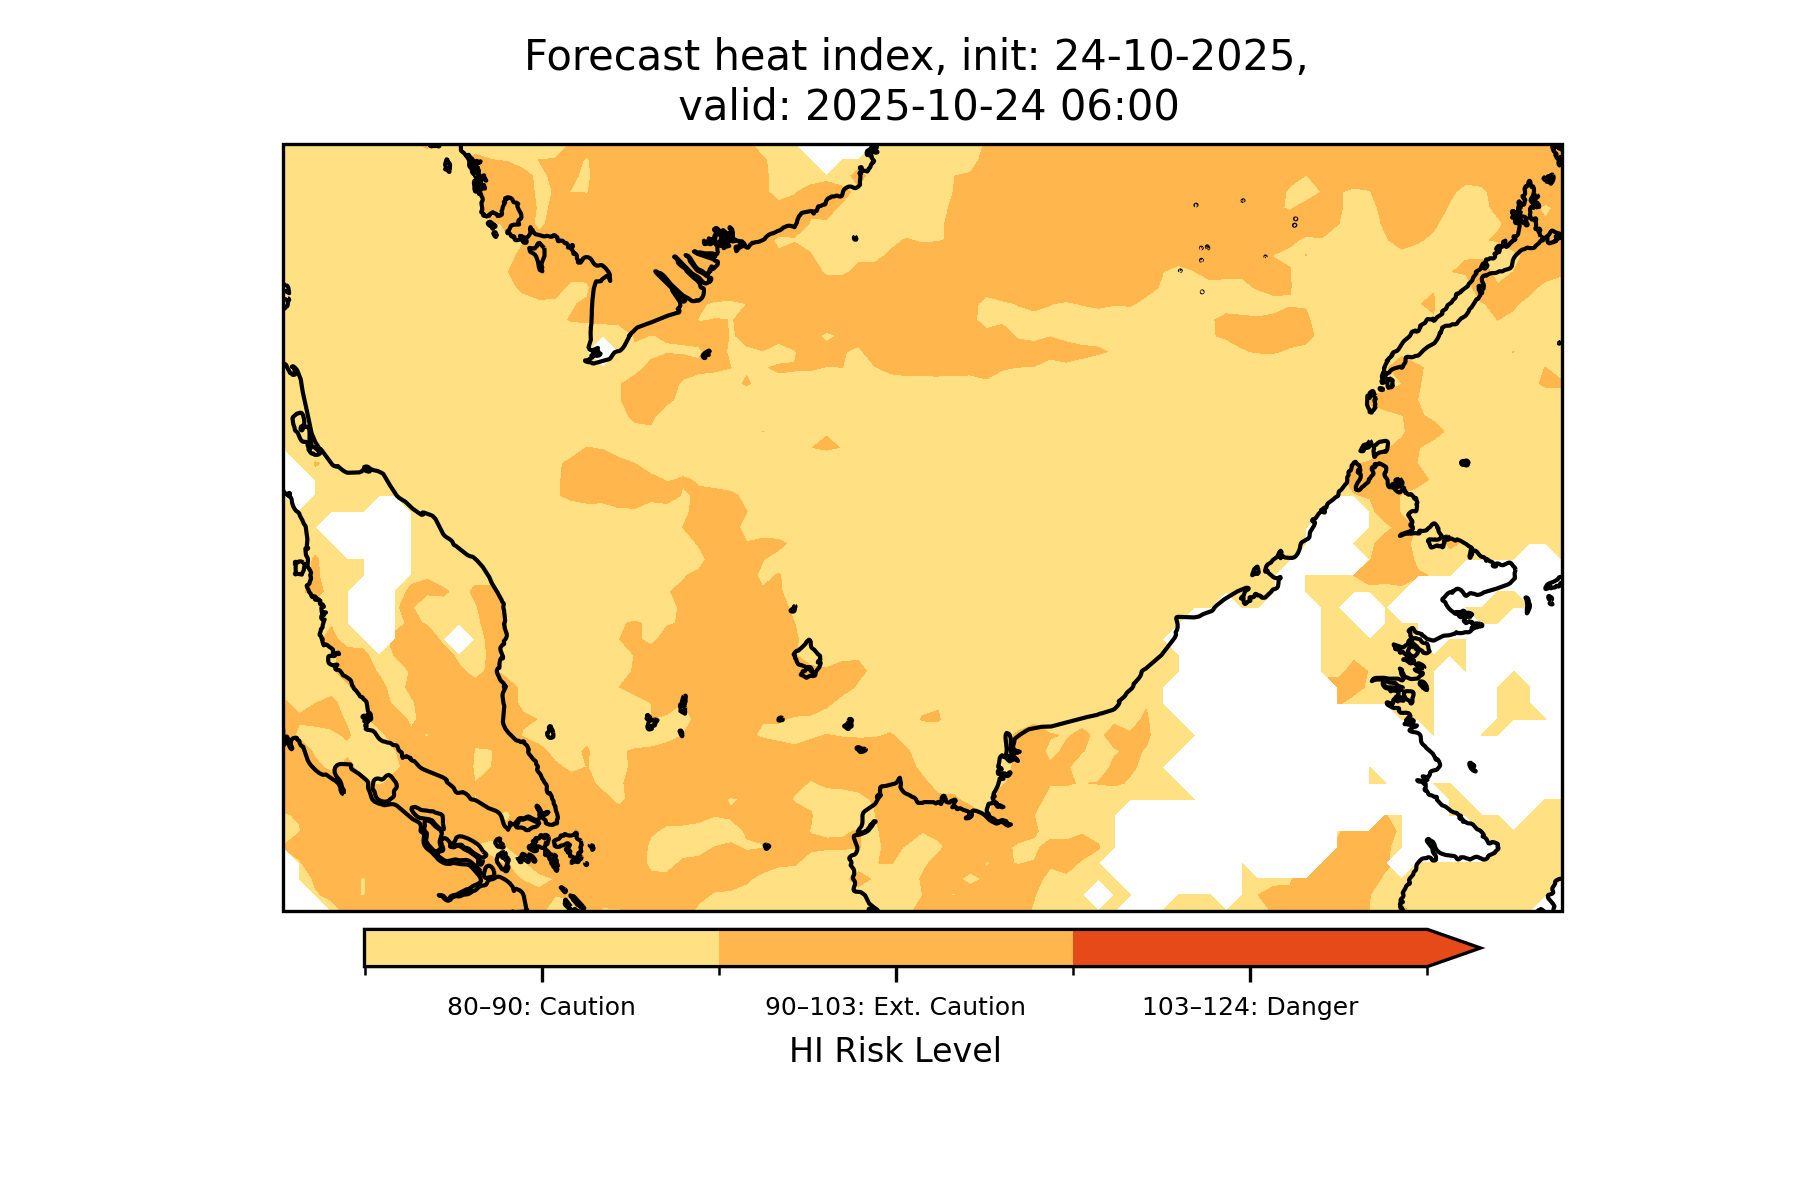 Forecast heat index, init: 24-10-2025,
valid: 2025-10-24 06:00
80–90: Caution
90–103: Ext. Caution
103–124: Danger
HI Risk Level